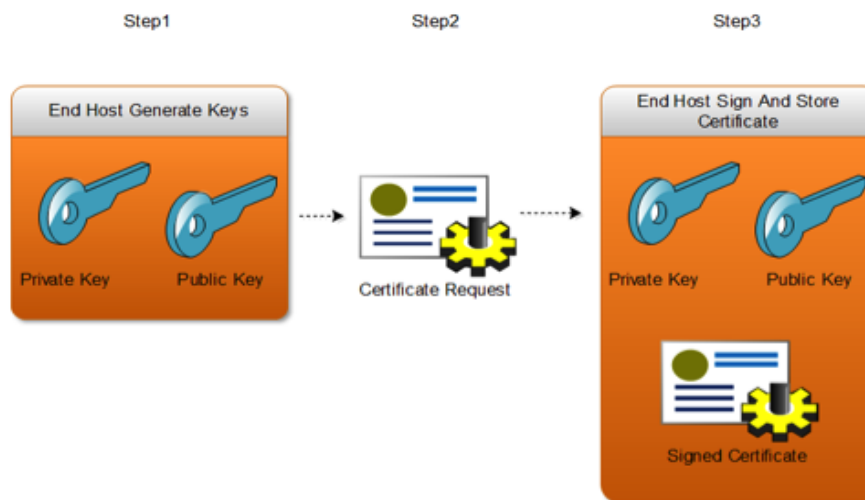 Step1
Step2
Step3
End Host Generate Keys
End Host Sign And Store
Certificate
Private Key
Public Key
Certificate Request
Private Key
Public Key
Signed Certificate